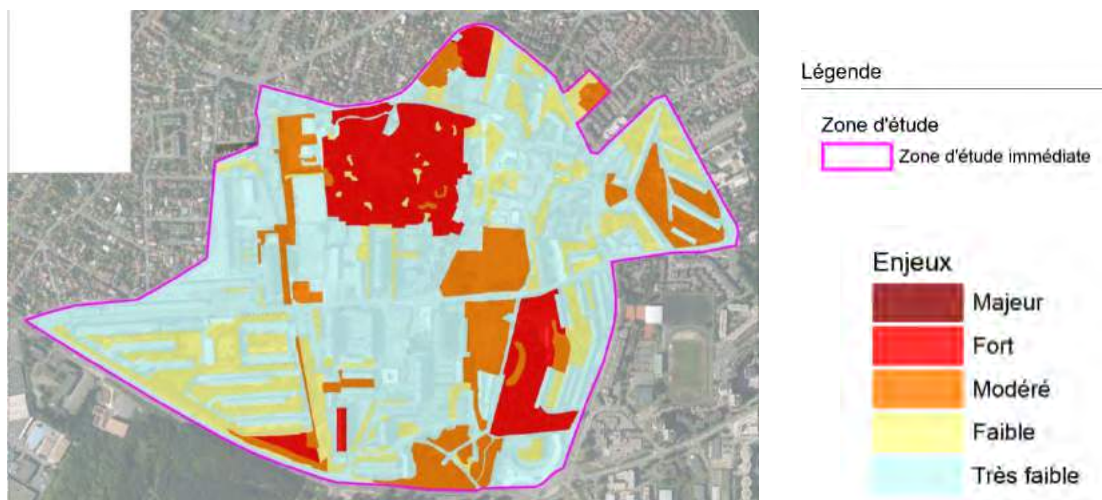 Légende
Zone d'étude
Zone d'étude immédiate
Enjeux
Majeur
Fort
Modéré
Faible
Très faible